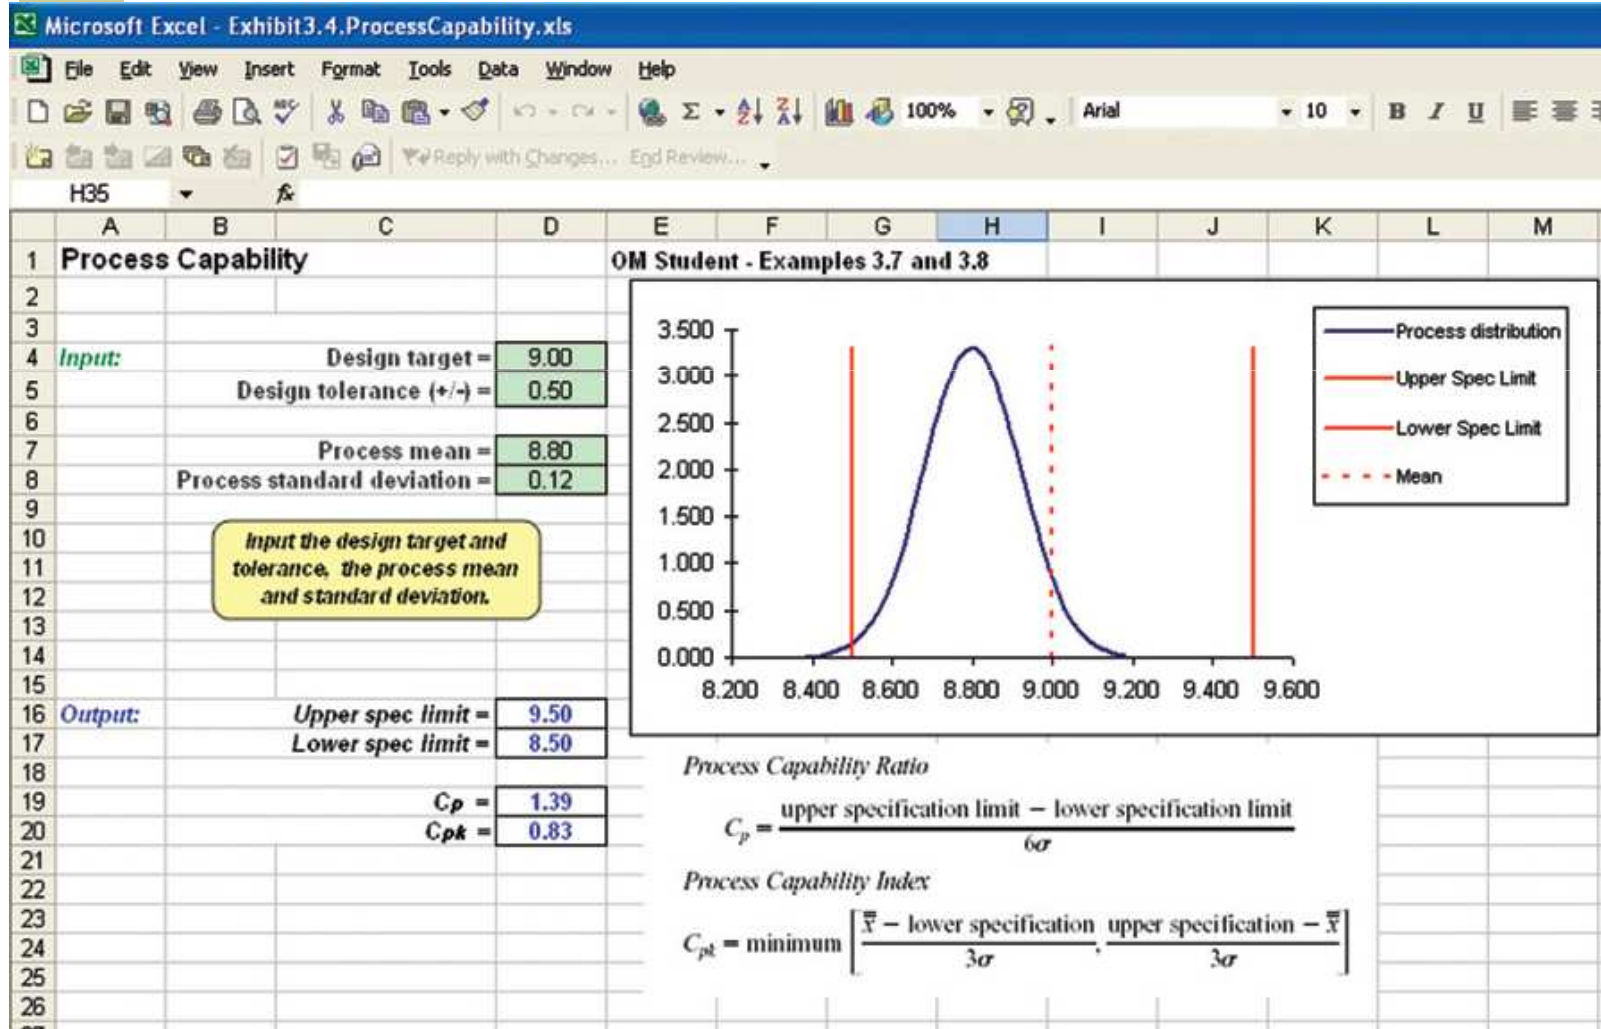 Microsoft Excel - Exhibit3.4.ProcessCapability.xls
File Edit View Insert Format Tools Data Window Help
100% Arial 10 B I U
Reply with Changes... End Review...
H35 fx
A B C D E F G H I J K L M
1 Process Capability OM Student - Examples 3.7 and 3.8
2
3
4 Input: Design target = 9.00
5 Design tolerance (+/-) = 0.50
6
7 Process mean = 8.80
8 Process standard deviation = 0.12
9
10 Input the design target and
11 tolerance, the process mean
12 and standard deviation.
13
14
15
16 Output: Upper spec limit = 9.50
17 Lower spec limit = 8.50
18
19 Cp = 1.39
20 Cpk = 0.83
21
22
23
24
25
26
3.500
3.000
2.500
2.000
1.500
1.000
0.500
0.000
8.200 8.400 8.600 8.800 9.000 9.200 9.400 9.600
Process distribution
Upper Spec Limit
Lower Spec Limit
Mean
Process Capability Ratio
Cp = upper specification limit − lower specification limit
6σ
Process Capability Index
Cpk = minimum [x̿ − lower specification / 3σ, upper specification − x̿ / 3σ]